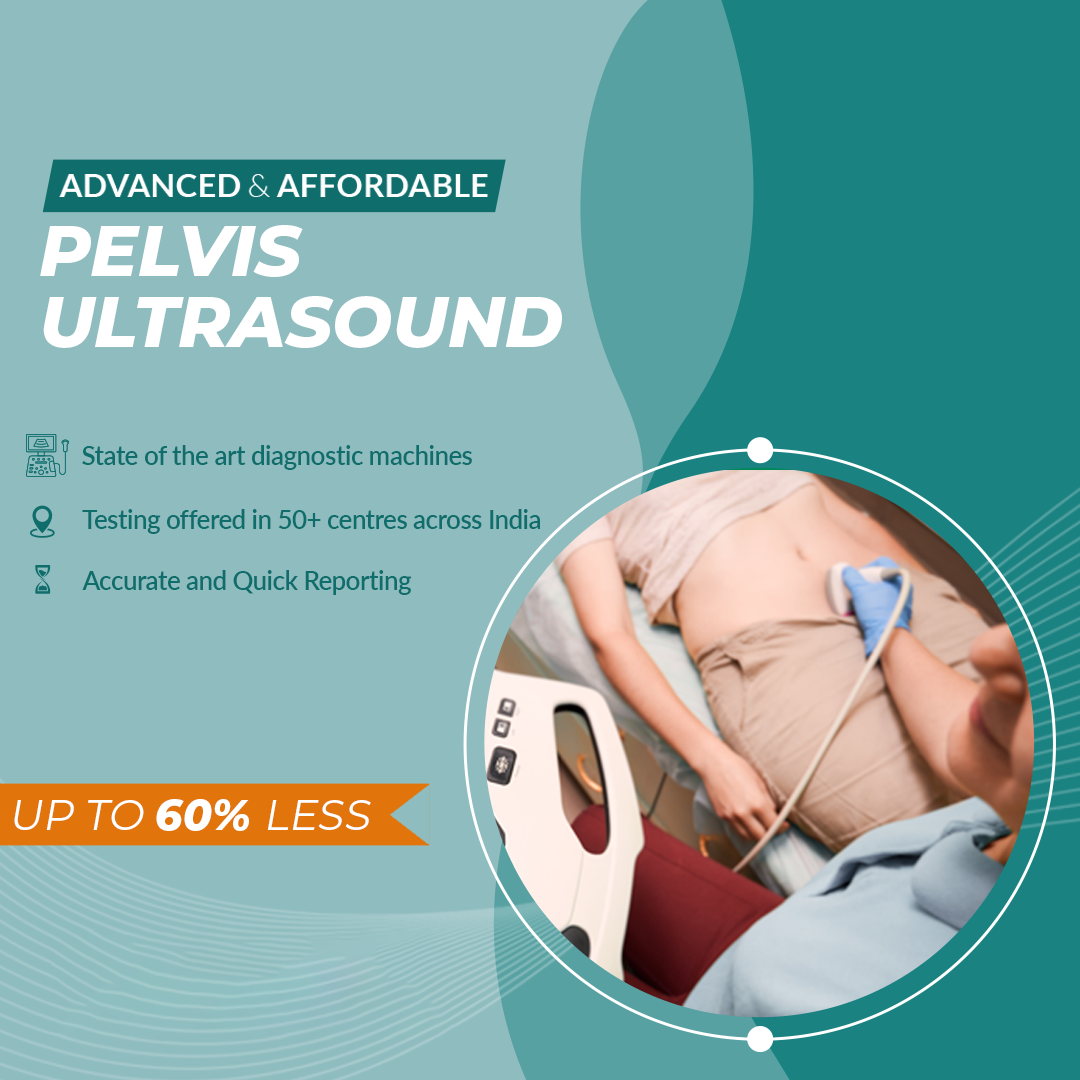 ADVANCED & AFFORDABLE
PELVIS
ULTRASOUND
State of the art diagnostic machines
Testing offered in 50+ centres across India
Accurate and Quick Reporting
UP TO 60% LESS